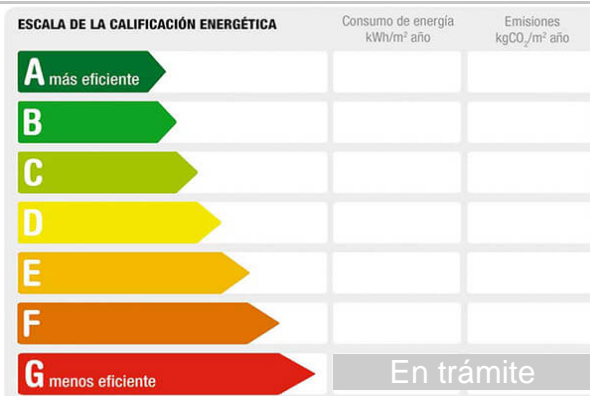 ESCALA DE LA CALIFICACIÓN ENERGÉTICA
Consumo de energía
kWh/m² año
Emisiones
kgCO₂/m² año
A más eficiente
B
C
D
E
F
G menos eficiente
En trámite